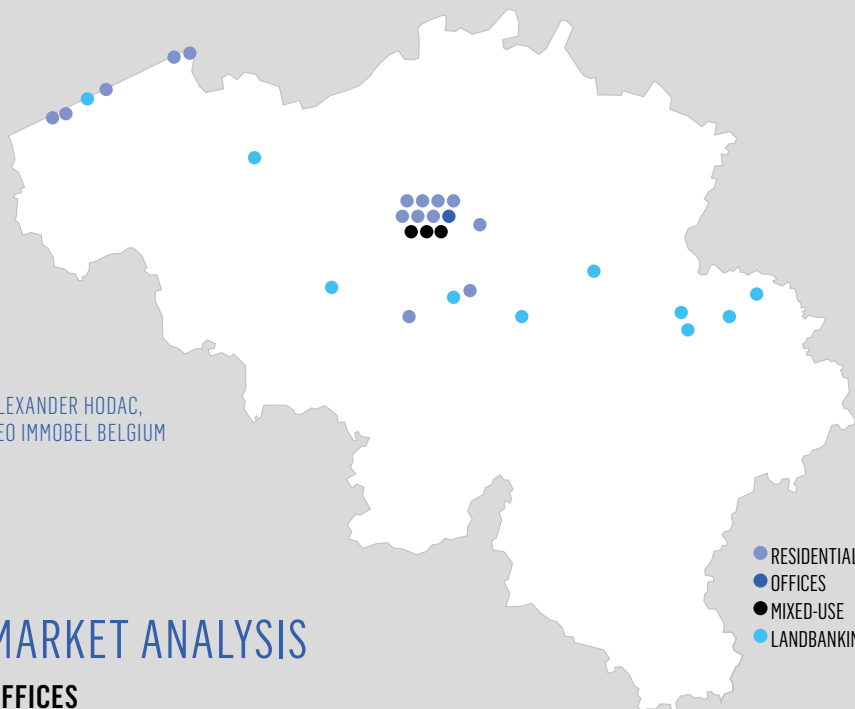 LEXANDER HODAC,
EO IMMOBEL BELGIUM
RESIDENTIAL
OFFICES
MIXED-USE
LANDBANKIN
MARKET ANALYSIS
FFICES